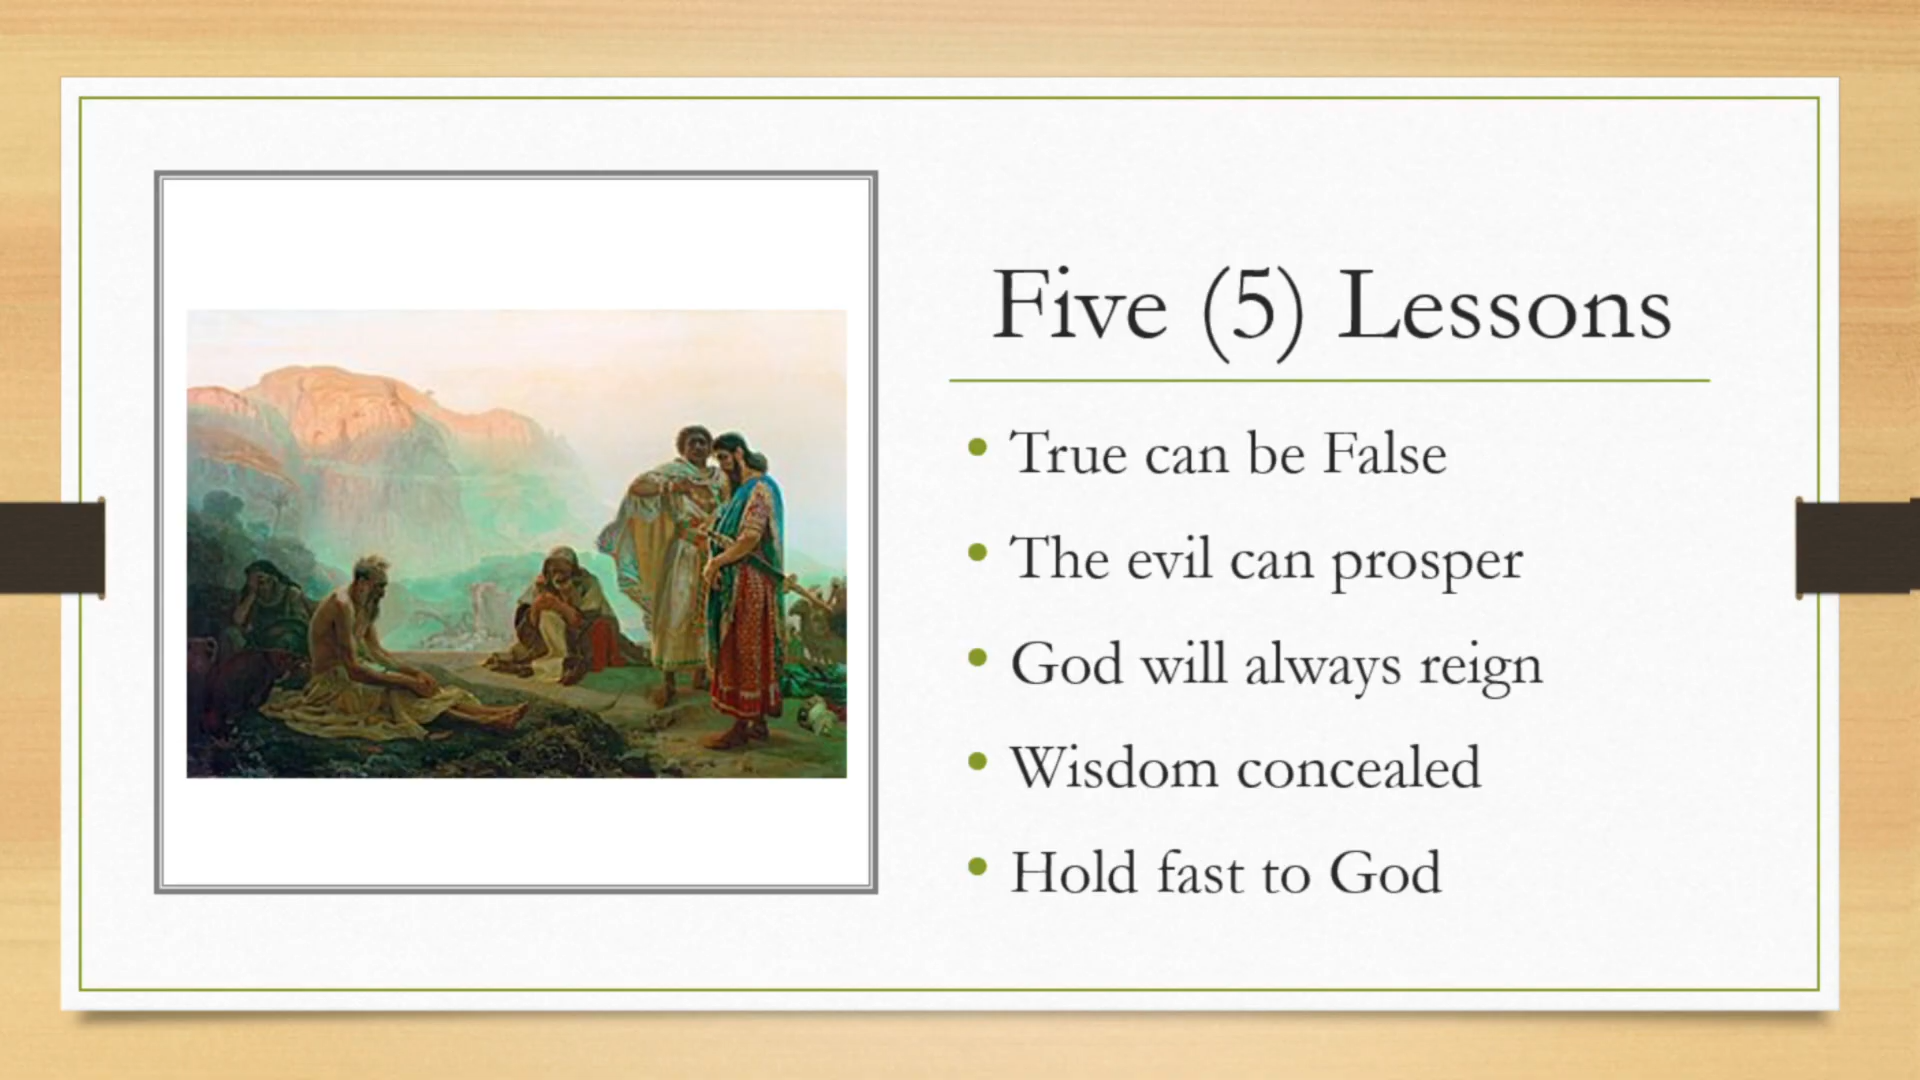 Five (5) Lessons
• True can be False
• The evil can prosper
• God will always reign
• Wisdom concealed
• Hold fast to God